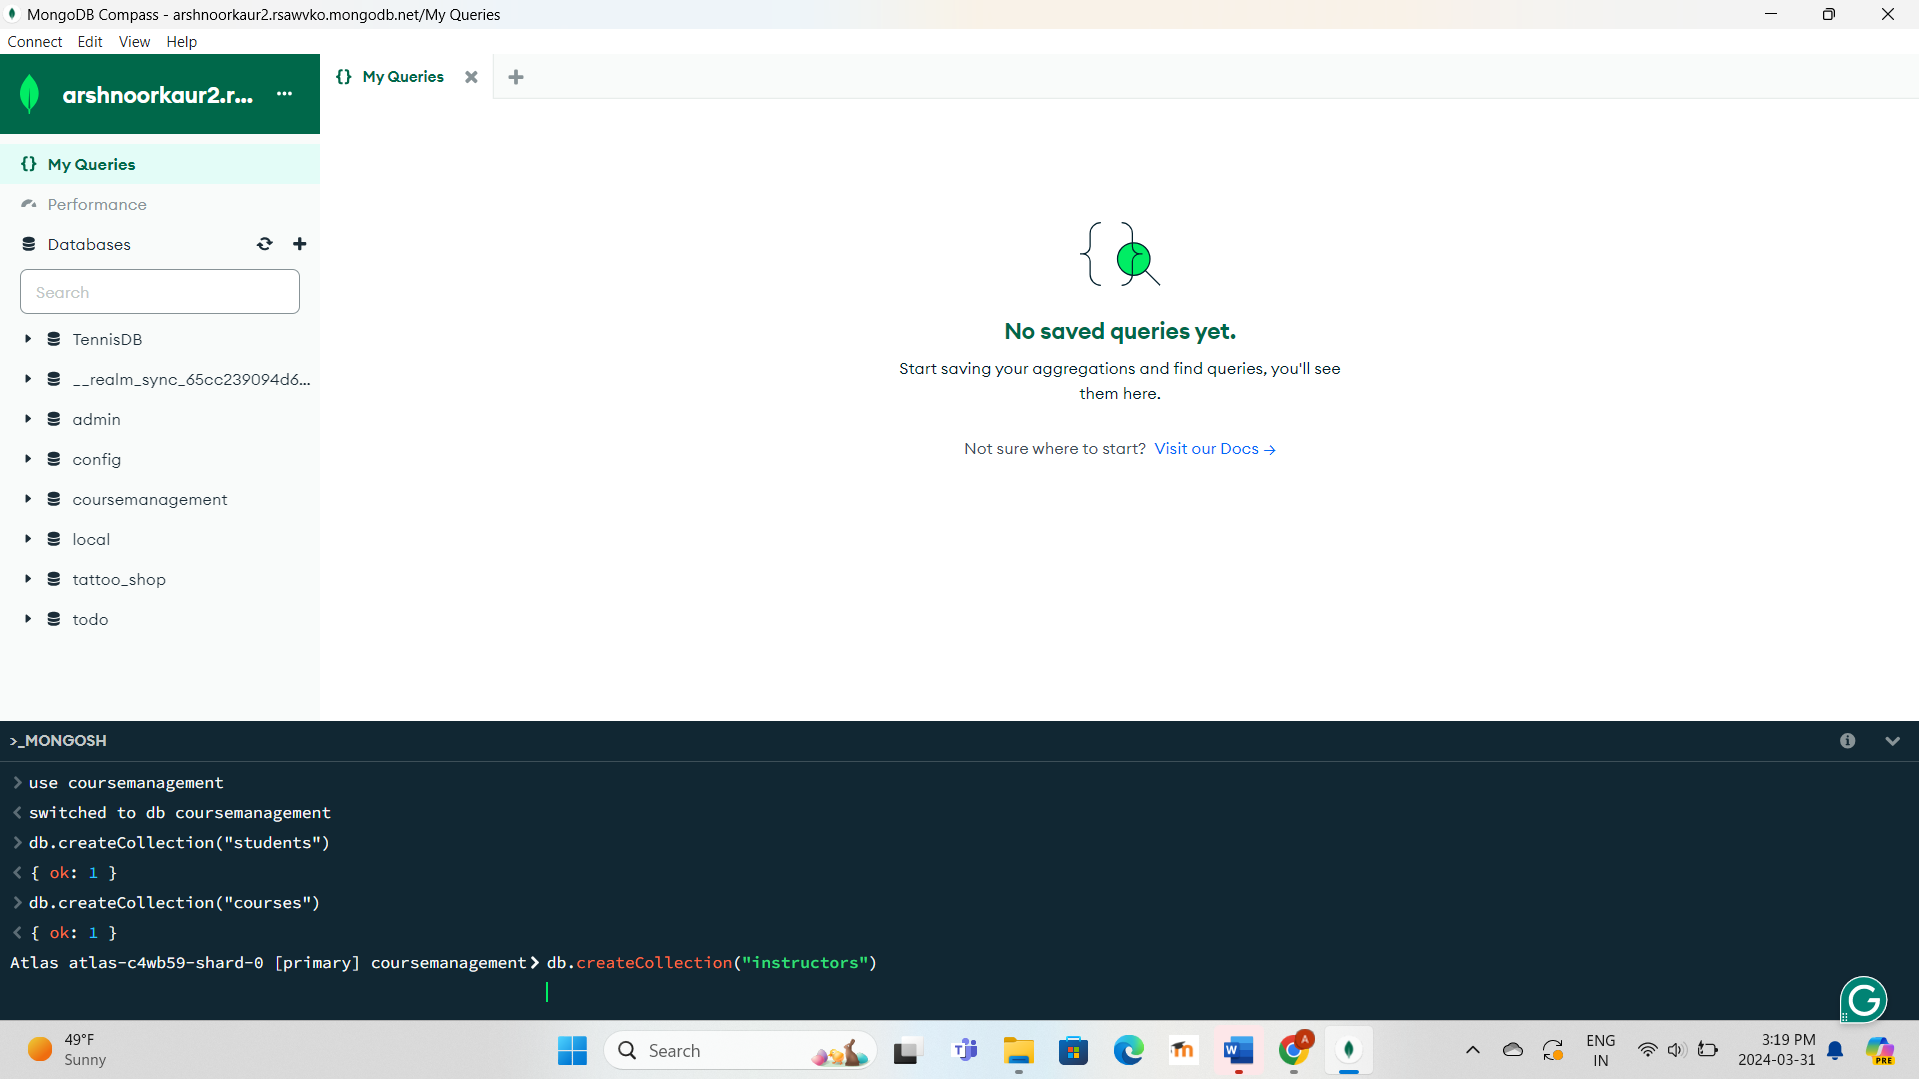 MongoDB Compass - arshnoorkaur2.rsawvko.mongodb.net/My Queries
Connect Edit View Help
arshnoorkaur2.r...
{} My Queries
{} My Queries
Performance
Databases
Search
TennisDB
__realm_sync_65cc239094d6...
admin
config
coursemanagement
local
tattoo_shop
todo
No saved queries yet.
Start saving your aggregations and find queries, you'll see
them here.
Not sure where to start? Visit our Docs →
>_MONGOSH
> use coursemanagement
< switched to db coursemanagement
> db.createCollection("students")
< { ok: 1 }
> db.createCollection("courses")
< { ok: 1 }
Atlas atlas-c4wb59-shard-0 [primary] coursemanagement> db.createCollection("instructors")
49°F
Sunny
Search
ENG
IN
3:19 PM
2024-03-31
PRE